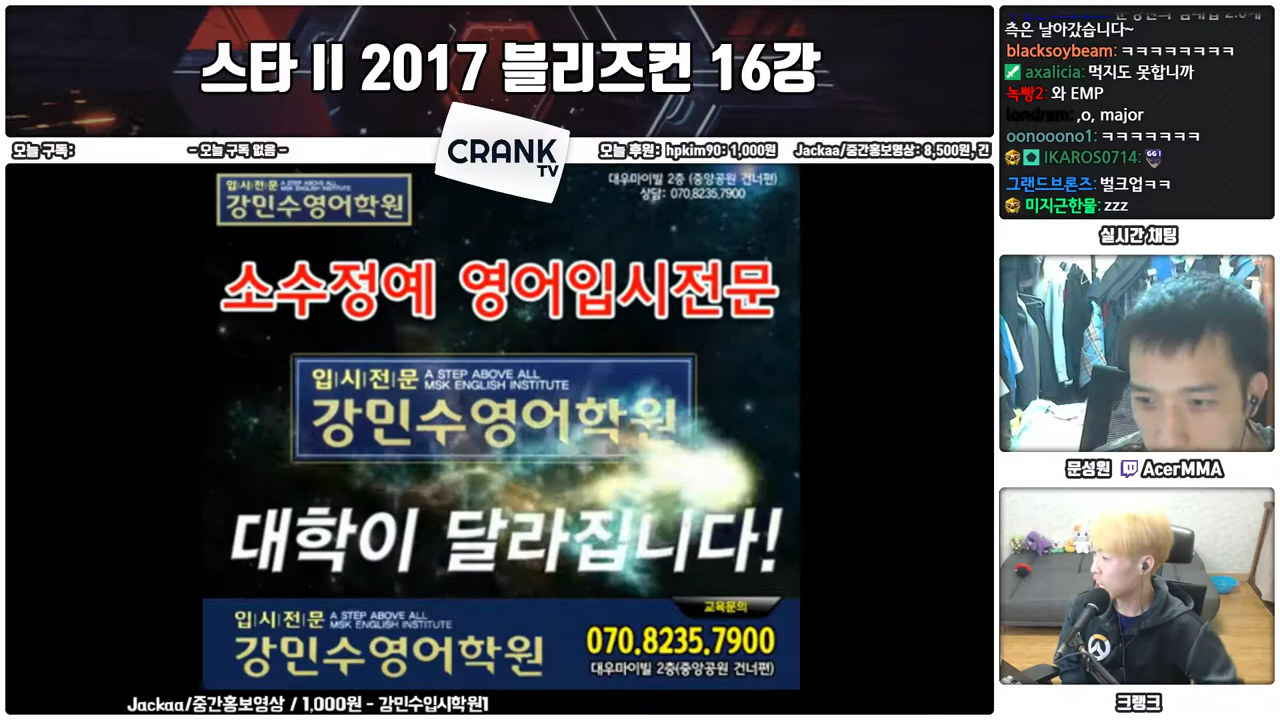 스타 II 2017 블리즈컨 16강
오늘 구독:
- 오늘 구독 없음 -
CRANK
TV
오늘 후원: hpkim90: 1,000원 Jackaa/중간홍보영상: 8,500원, 긴
입|시|전|문 A STEP ABOVE ALL
MSK ENGLISH INSTITUTE
강민수영어학원
대우마이빌 2층 (중앙공원 건너편)
상담: 070.8235.7900
소수정예 영어입시전문
입|시|전|문 A STEP ABOVE ALL
MSK ENGLISH INSTITUTE
강민수영어학원
대학이 달라집니다!
입|시|전|문 A STEP ABOVE ALL
MSK ENGLISH INSTITUTE
강민수영어학원
교육문의
070.8235.7900
대우마이빌 2층(중앙공원 건너편)
Jackaa/중간홍보영상 / 1,000원 - 감민수입시학원1
측은 날아갔습니다~
blacksoybeam: ㅋㅋㅋㅋㅋㅋㅋㅋ
axalicia: 먹지도 못합니까
녹빵2: 와 EMP
londram: ,o, major
oonooono1: ㅋㅋㅋㅋㅋㅋㅋ
IKAROS0714: GG!
그랜드브론즈: 벌크업ㅋㅋ
미지근한물: zzz
실시간 채팅
문성원 AcerMMA
크랭크